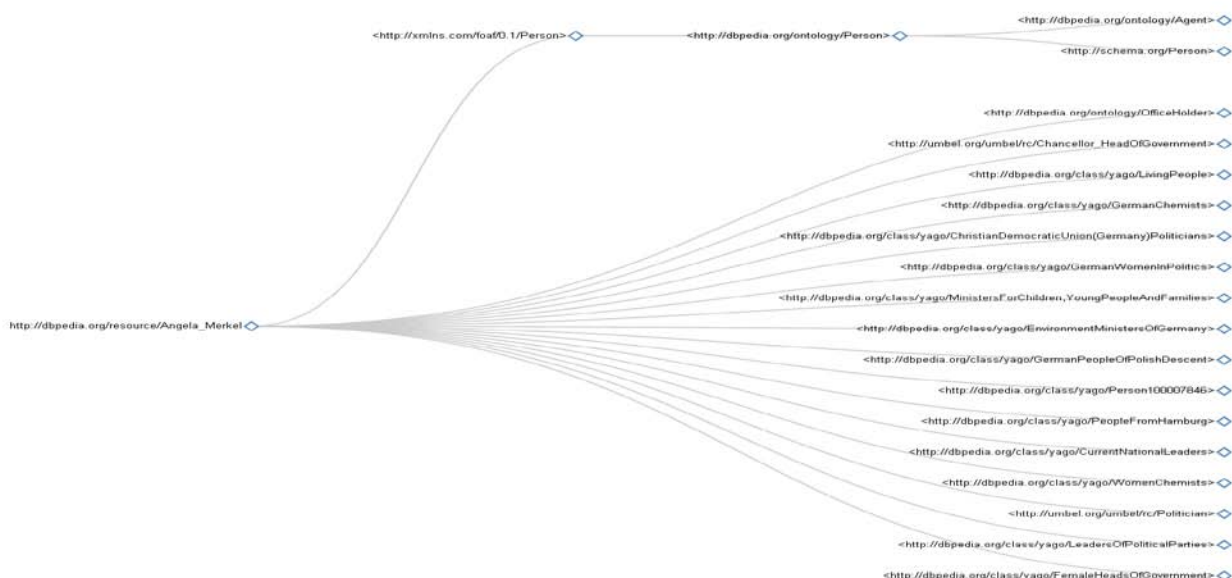 <http://dbpedia.org/ontology/Agent>
<http://xmlns.com/foaf/0.1/Person>
<http://dbpedia.org/ontology/Person>
<http://schema.org/Person>
<http://dbpedia.org/ontology/OfficeHolder>
<http://umbel.org/umbel/rc/Chancellor_HeadOfGovernment>
<http://dbpedia.org/class/yago/LivingPeople>
<http://dbpedia.org/class/yago/GermanChemists>
<http://dbpedia.org/class/yago/ChristianDemocraticUnion(Germany)Politicians>
<http://dbpedia.org/class/yago/GermanWomenInPolitics>
<http://dbpedia.org/class/yago/MinistersForChildren,YoungPeopleAndFamilies>
http://dbpedia.org/resource/Angela_Merkel
<http://dbpedia.org/class/yago/EnvironmentMinistersOfGermany>
<http://dbpedia.org/class/yago/GermanPeopleOfPolishDescent>
<http://dbpedia.org/class/yago/Person100007846>
<http://dbpedia.org/class/yago/PeopleFromHamburg>
<http://dbpedia.org/class/yago/CurrentNationalLeaders>
<http://dbpedia.org/class/yago/WomenChemists>
<http://umbel.org/umbel/rc/Politician>
<http://dbpedia.org/class/yago/LeadersOfPoliticalParties>
<http://dbpedia.org/class/yago/FemaleHeadsOfGovernment>